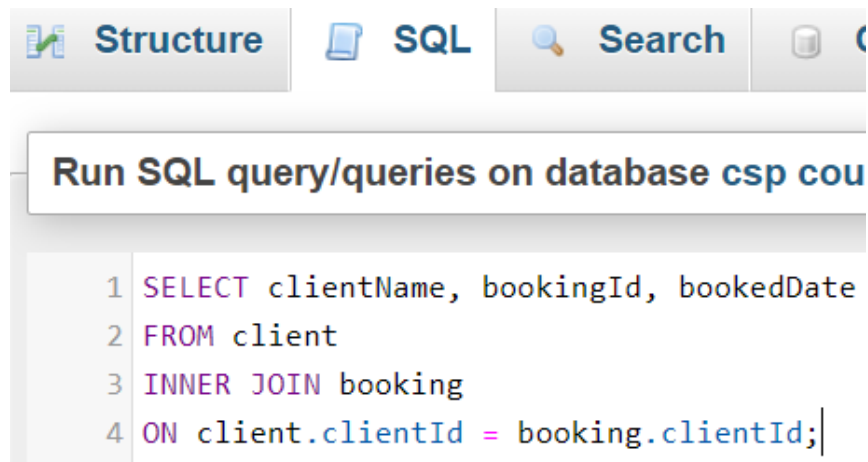 Structure SQL Search
Run SQL query/queries on database csp cou
1 SELECT clientName, bookingId, bookedDate
2 FROM client
3 INNER JOIN booking
4 ON client.clientId = booking.clientId;